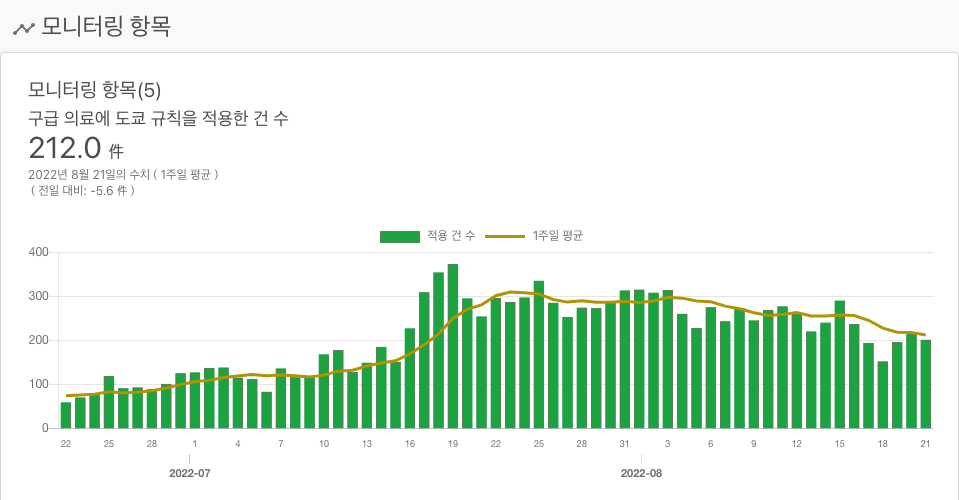 모니터링 항목
모니터링 항목(5)
구급 의료에 도쿄 규칙을 적용한 건 수
212.0 件
2022년 8월 21일의 수치 ( 1주일 평균 )
( 전일 대비: -5.6 件 )
적용 건 수 1주일 평균
400
300
200
100
0
22 25 28 1 4 7 10 13 16 19 22 25 28 31 3 6 9 12 15 18 21
2022-07 2022-08